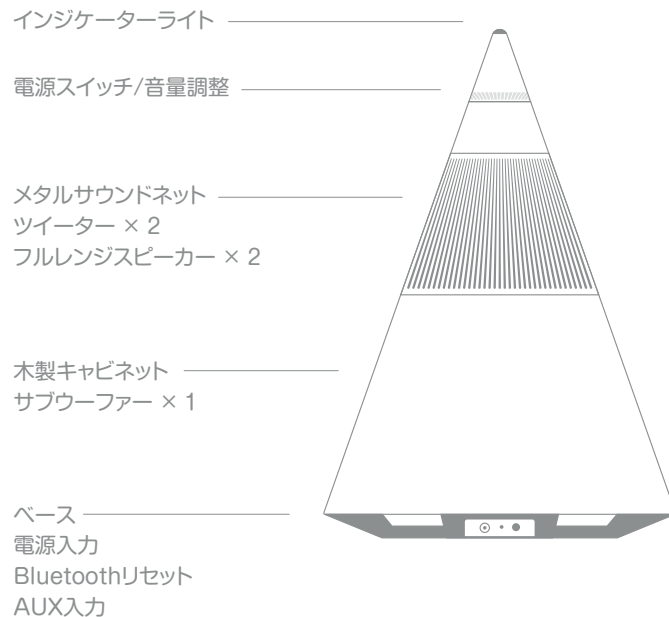 インジケーターライト
電源スイッチ/音量調整
メタルサウンドネット
ツイーター × 2
フルレンジスピーカー × 2
木製キャビネット
サブウーファー × 1
ベース
電源入力
Bluetoothリセット
AUX入力